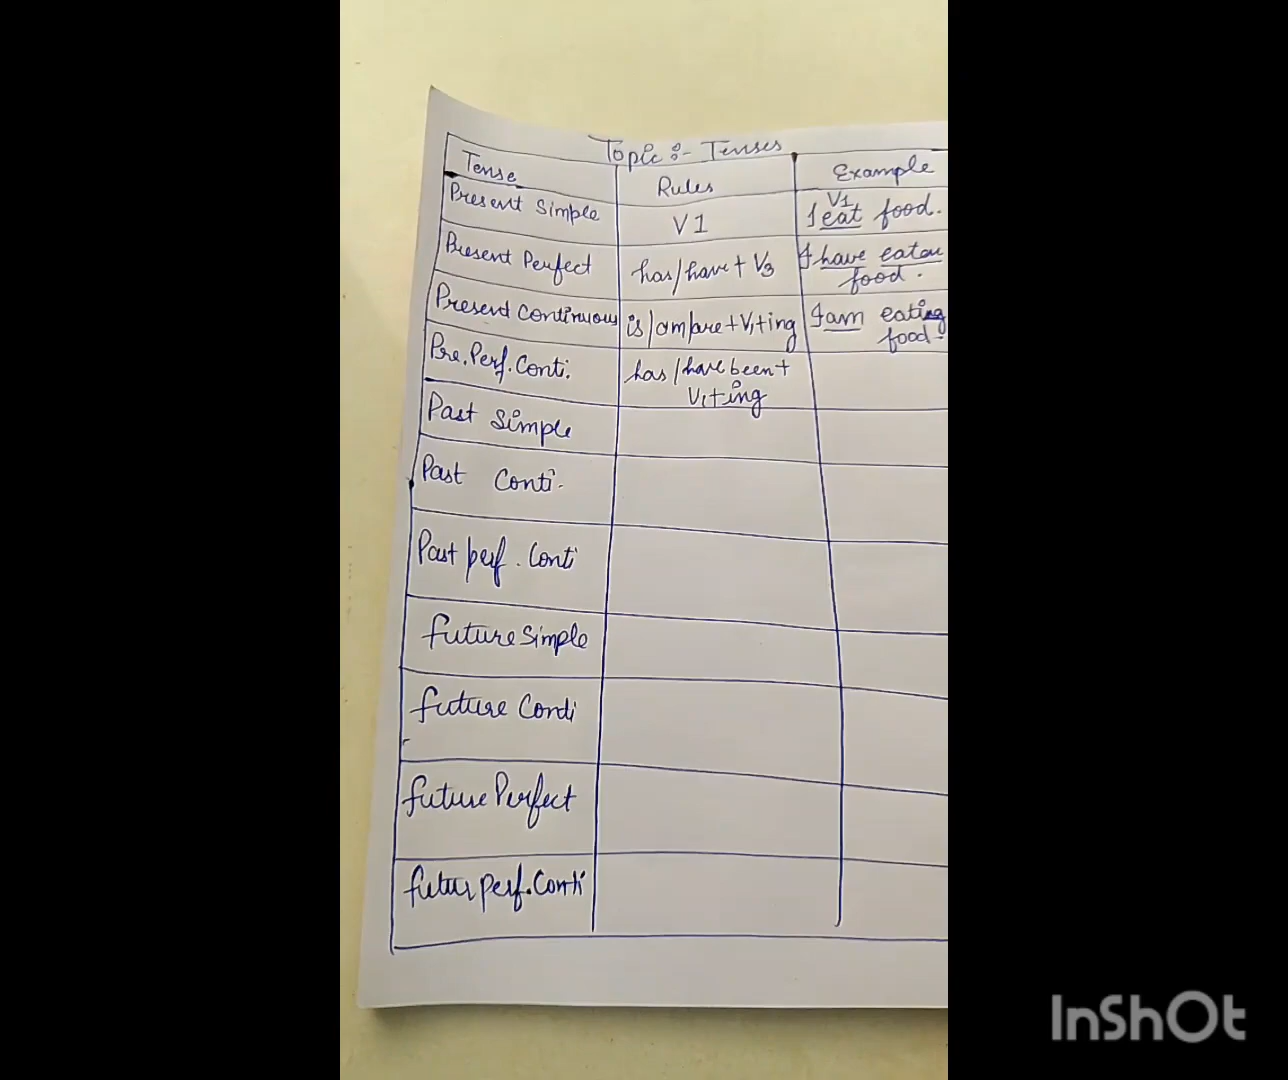 Topic :- Tenses
Tense Rules Example
Present Simple V1 I eat food.
V1
Present Perfect has/have + V3 I have eaten
food.
Present Continuous is/am/are + V1+ing I am eating
food.
Pre. Perf. Conti. has/have been +
V1+ing
Past Simple
Past Conti.
Past perf. Conti
future Simple
future Conti
future Perfect
futur perf. Conti
InShOt